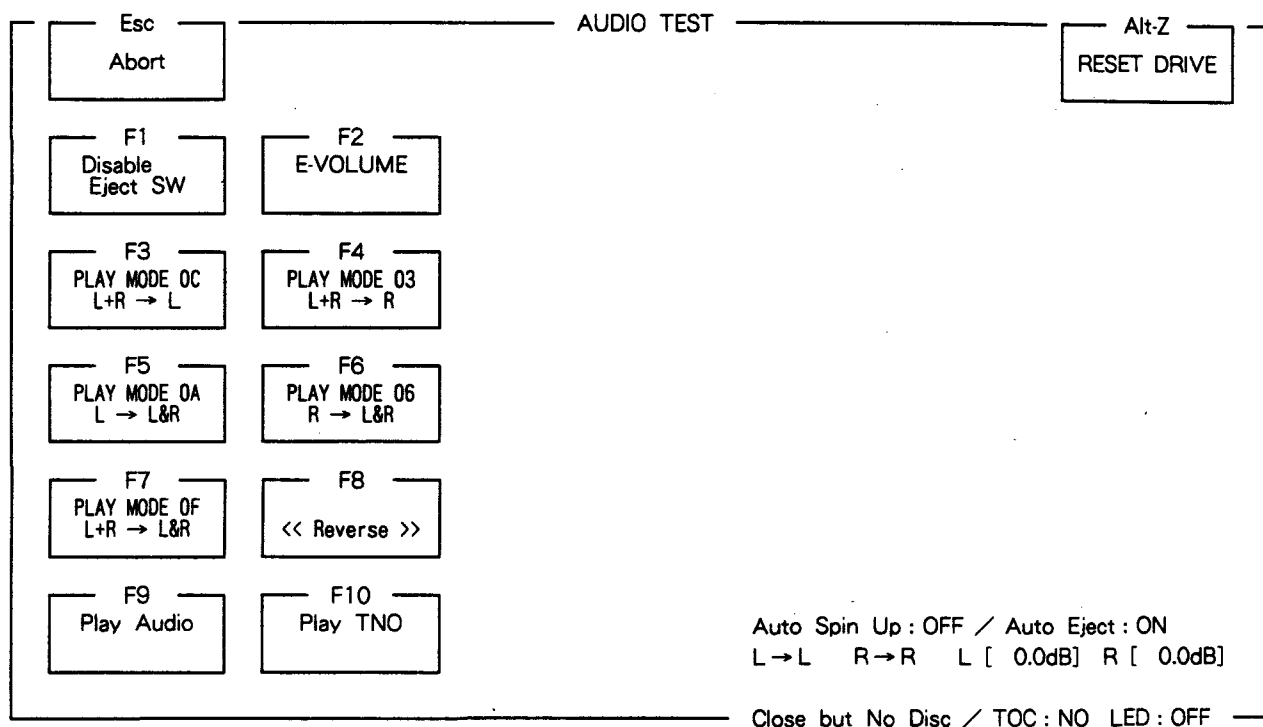 Esc
Abort
AUDIO TEST
Alt-Z
RESET DRIVE
F1
Disable
Eject SW
F2
E-VOLUME
F3
PLAY MODE 0C
L+R → L
F4
PLAY MODE 03
L+R → R
F5
PLAY MODE 0A
L → L&R
F6
PLAY MODE 06
R → L&R
F7
PLAY MODE 0F
L+R → L&R
F8
<< Reverse >>
F9
Play Audio
F10
Play TNO
Auto Spin Up : OFF / Auto Eject : ON
L→L R→R L [ 0.0dB] R [ 0.0dB]
Close but No Disc / TOC : NO LED : OFF